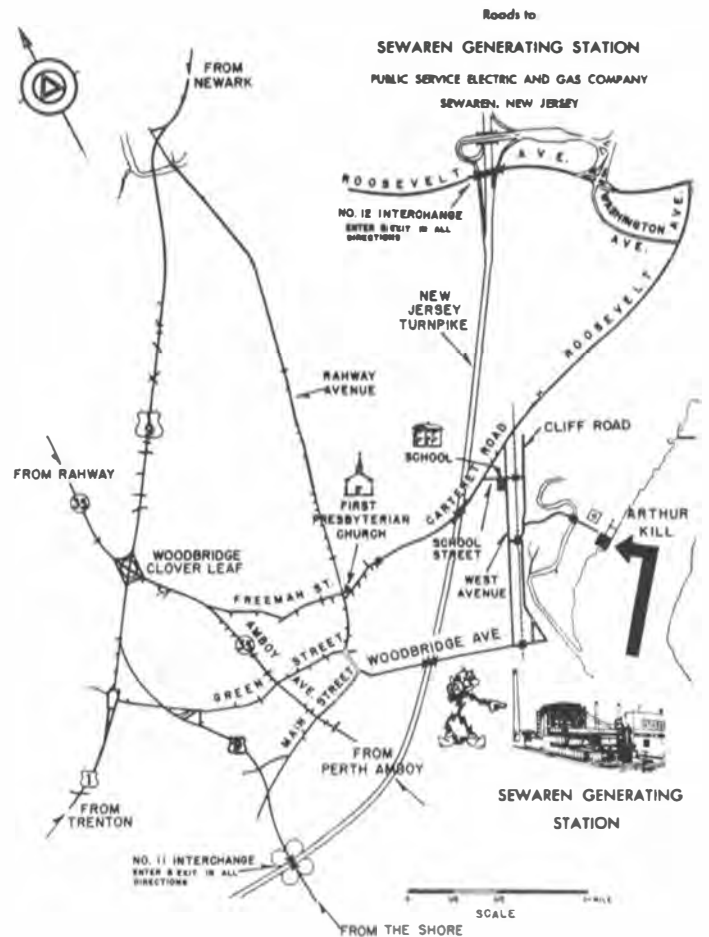 Roads to
SEWAREN GENERATING STATION
PUBLIC SERVICE ELECTRIC AND GAS COMPANY
SEWAREN, NEW JERSEY
FROM
NEWARK
ROOSEVELT AVE.
NO. 12 INTERCHANGE
ENTER & EXIT IN ALL
DIRECTIONS
WASHINGTON
AVE.
ROOSEVELT AVE.
NEW
JERSEY
TURNPIKE
RAHWAY
AVENUE
CLIFF ROAD
SCHOOL
CARTERET ROAD
FROM RAHWAY
35
FIRST
PRESBYTERIAN
CHURCH
SCHOOL
STREET
ARTHUR
KILL
WEST
AVENUE
WOODBRIDGE
CLOVER LEAF
FREEMAN ST.
AMBOY AVE.
35
GREEN STREET
MAIN STREET
WOODBRIDGE AVE
FROM
PERTH AMBOY
1
FROM
TRENTON
SEWAREN GENERATING
STATION
NO. 11 INTERCHANGE
ENTER & EXIT IN ALL
DIRECTIONS
FROM THE SHORE
SCALE